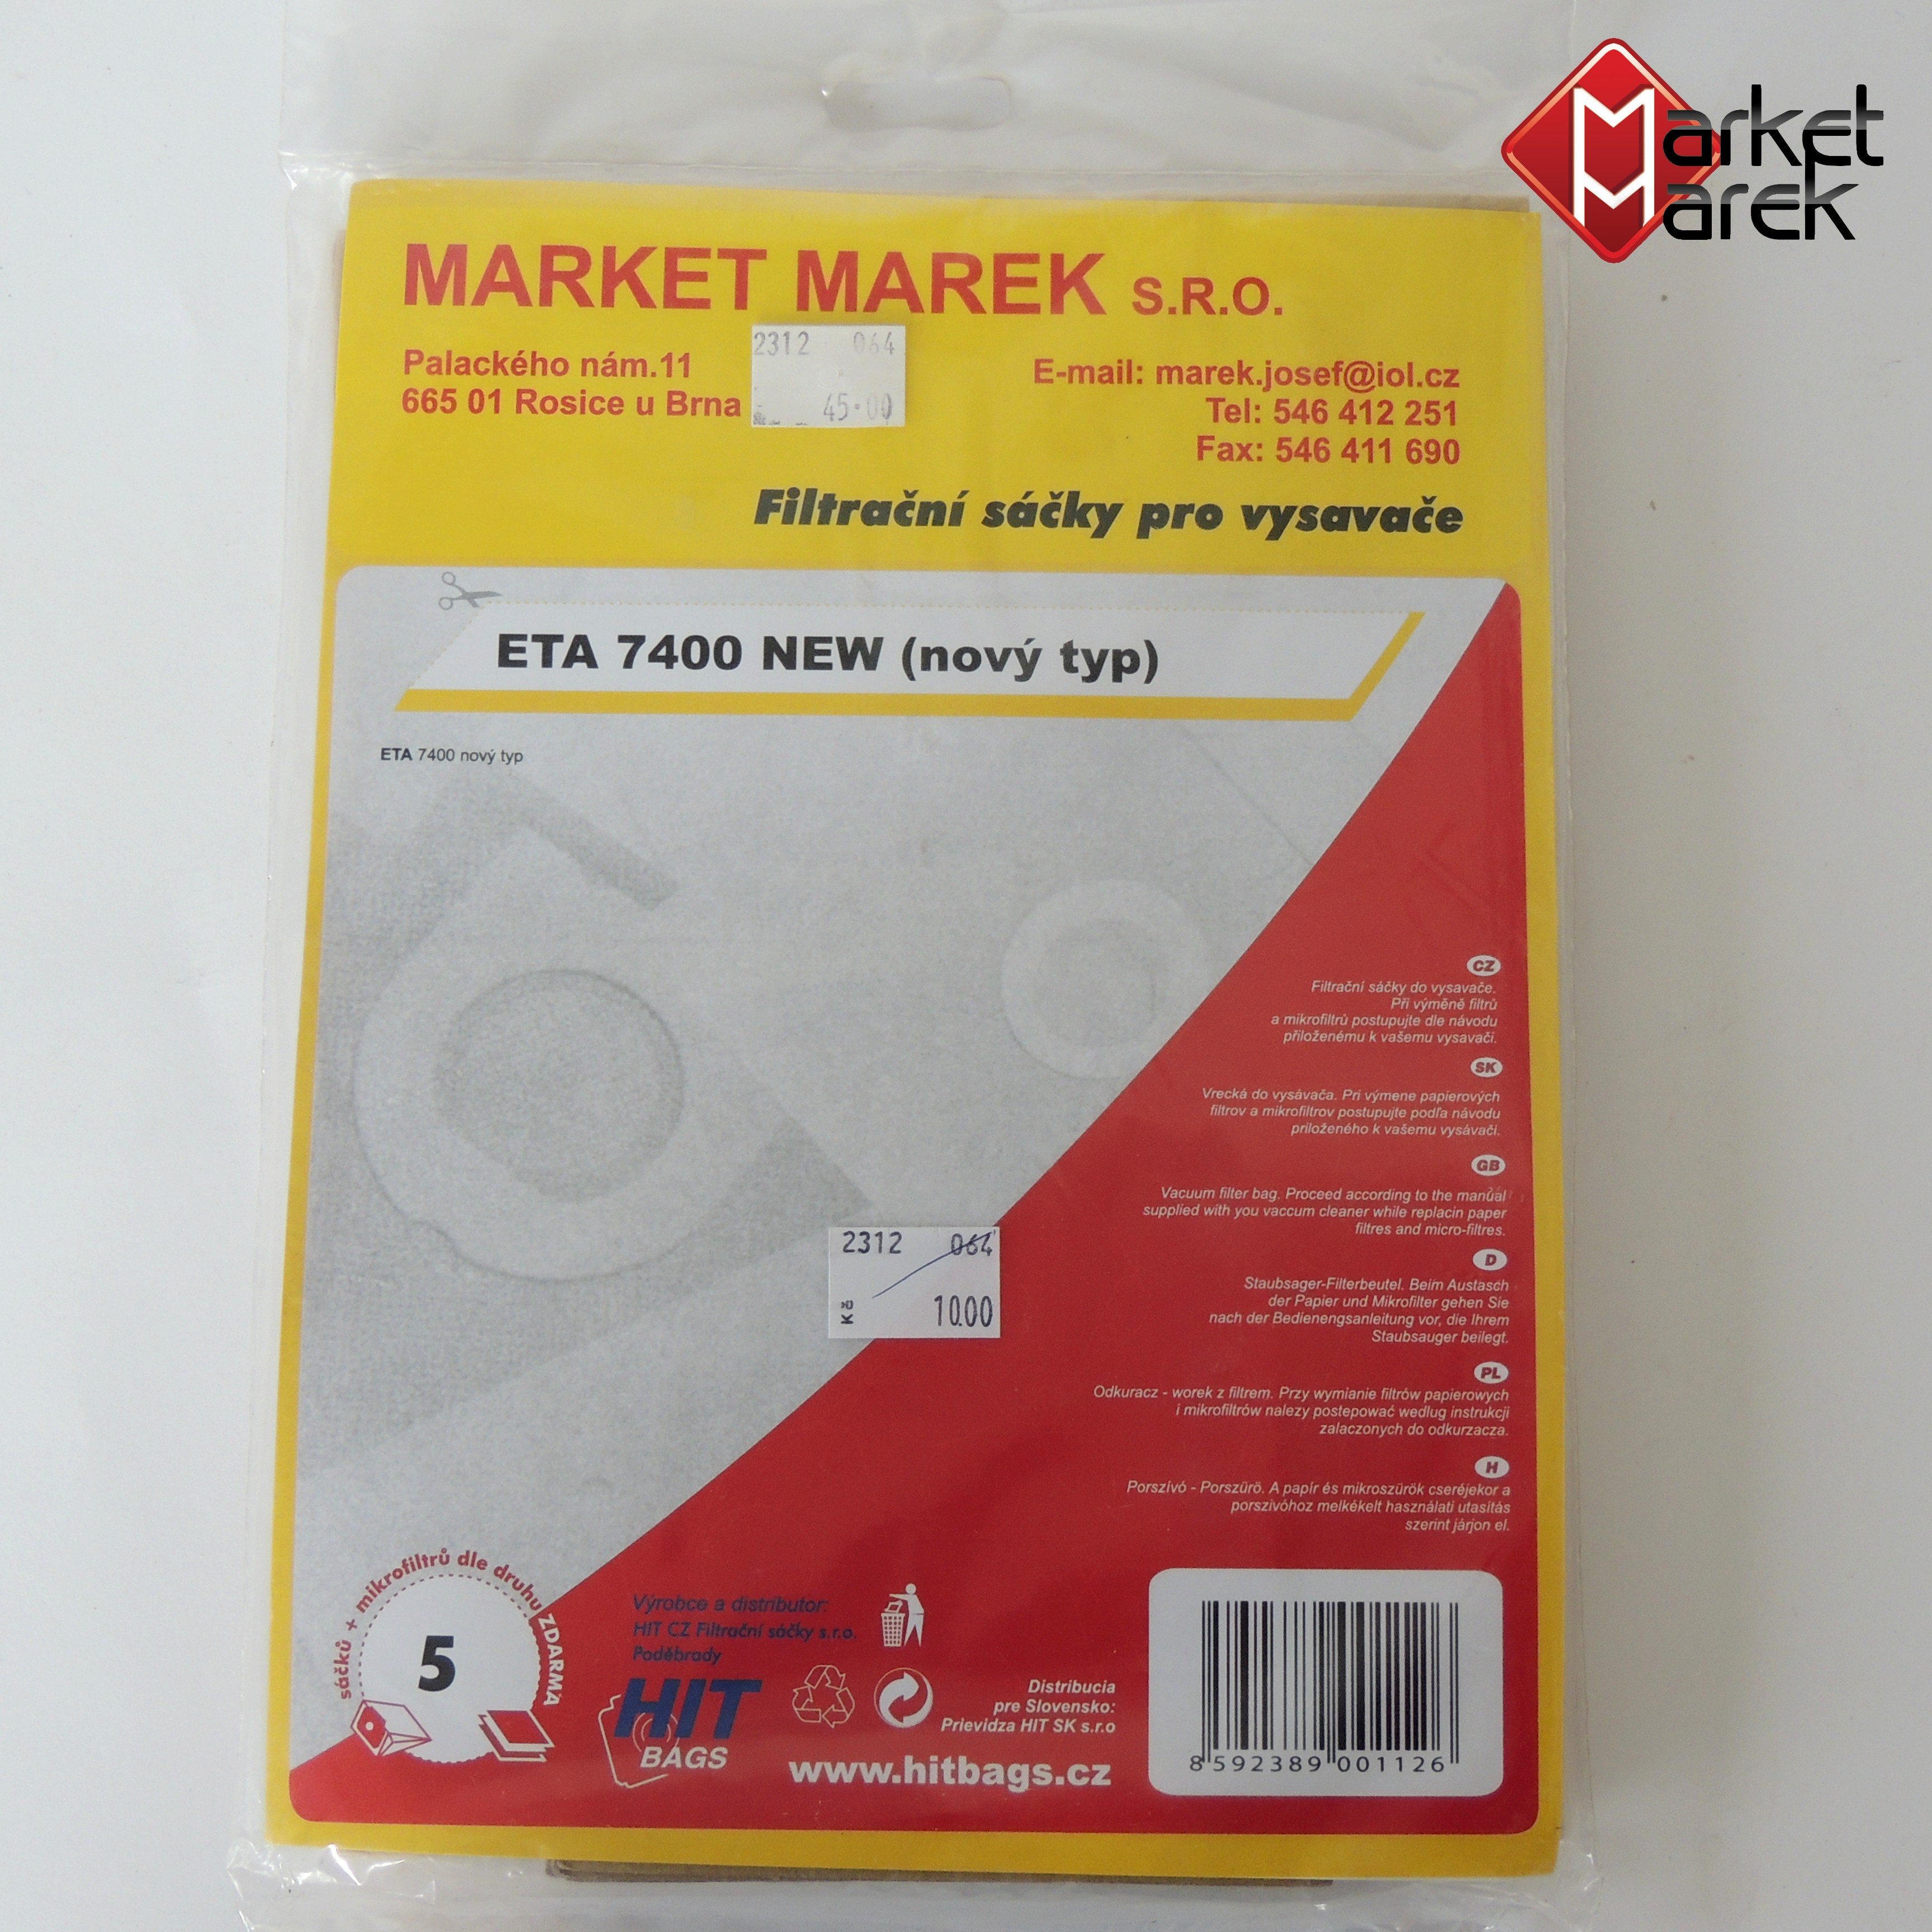 Market
Marek
MARKET MAREK S.R.O.
Palackého nám.11
665 01 Rosice u Brna
2312 064
45.00
E-mail: marek.josef@iol.cz
Tel: 546 412 251
Fax: 546 411 690
Filtrační sáčky pro vysavače
ETA 7400 NEW (nový typ)
ETA 7400 nový typ
CZ
Filtrační sáčky do vysavače.
Při výměně filtrů
a mikrofiltrů postupujte dle návodu
přiloženému k vašemu vysavači.
SK
Vrecká do vysávača. Pri výmene papierových
filtrov a mikrofiltrov postupujte podľa návodu
priloženého k vašemu vysávači.
GB
Vacuum filter bag. Proceed according to the manual
supplied with you vaccum cleaner while replacin paper
filtres and micro-filtres.
D
Staubsager-Filterbeutel. Beim Austasch
der Papier und Mikrofilter gehen Sie
nach der Bedienengsanleitung vor, die Ihrem
Staubsauger beilegt.
PL
Odkuracz - worek z filtrem. Przy wymianie filtrów papierowych
i mikrofiltrów nalezy postepować wedlug instrukcji
zalaczonych do odkurzacza.
H
Porszívó - Porszűrö. A papír és mikroszürök cseréjekor a
porszivóhoz melkékelt használati utasítás
szerint járjon el.
2312 064
Kč 10.00
sáčků + mikrofiltrů dle druhu ZDARMA
5
Výrobce a distributor:
HIT CZ Filtrační sáčky s.r.o.
Poděbrady
HIT
BAGS
Distribucia
pre Slovensko:
Prievidza HIT SK s.r.o
www.hitbags.cz
8 592389 001126